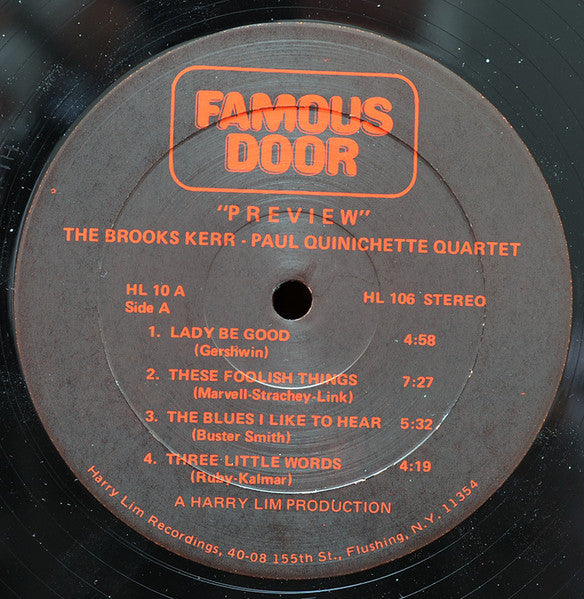 FAMOUS
DOOR
"PREVIEW"
THE BROOKS KERR - PAUL QUINICHETTE QUARTET
HL 10 A
Side A
HL 106 STEREO
1. LADY BE GOOD 4:58
(Gershwin)
2. THESE FOOLISH THINGS 7:27
(Marvell-Strachey-Link)
3. THE BLUES I LIKE TO HEAR 5:32
(Buster Smith)
4. THREE LITTLE WORDS 4:19
(Ruby-Kalmar)
A HARRY LIM PRODUCTION
Harry Lim Recordings, 40-08 155th St., Flushing, N.Y. 11354